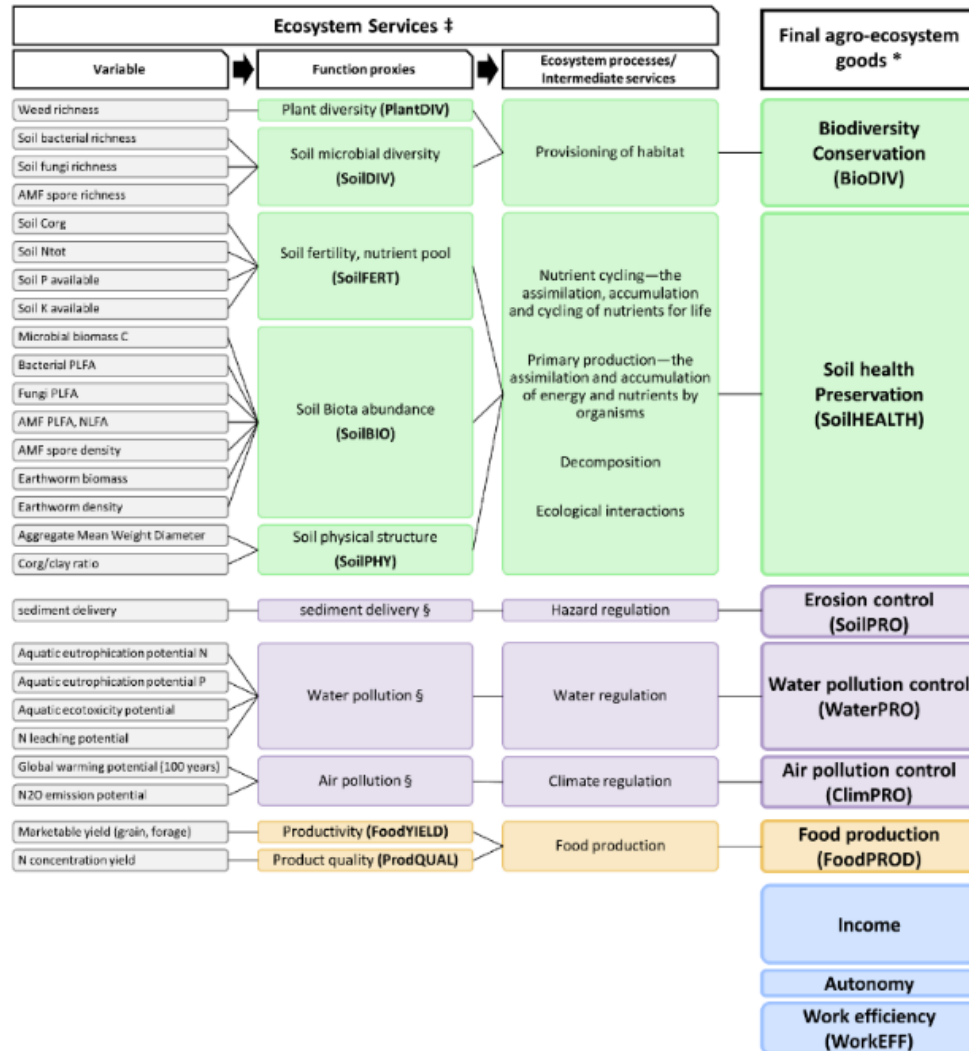 Ecosystem Services ‡
Final agro-ecosystem
goods *
Variable
Function proxies
Ecosystem processes/
Intermediate services
Weed richness
Plant diversity (PlantDIV)
Soil bacterial richness
Soil fungi richness
AMF spore richness
Soil microbial diversity
(SoilDIV)
Provisioning of habitat
Biodiversity
Conservation
(BioDIV)
Soil Corg
Soil Ntot
Soil P available
Soil K available
Soil fertility, nutrient pool
(SoilFERT)
Microbial biomass C
Bacterial PLFA
Fungi PLFA
AMF PLFA, NLFA
AMF spore density
Earthworm biomass
Earthworm density
Soil Biota abundance
(SoilBIO)
Aggregate Mean Weight Diameter
Corg/clay ratio
Soil physical structure
(SoilPHY)
Nutrient cycling—the
assimilation, accumulation
and cycling of nutrients for life
Primary production—the
assimilation and accumulation
of energy and nutrients by
organisms
Decomposition
Ecological interactions
Soil health
Preservation
(SoilHEALTH)
sediment delivery
sediment delivery §
Hazard regulation
Erosion control
(SoilPRO)
Aquatic eutrophication potential N
Aquatic eutrophication potential P
Aquatic ecotoxicity potential
N leaching potential
Water pollution §
Water regulation
Water pollution control
(WaterPRO)
Global warming potential (100 years)
N2O emission potential
Air pollution §
Climate regulation
Air pollution control
(ClimPRO)
Marketable yield (grain, forage)
Productivity (FoodYIELD)
N concentration yield
Product quality (ProdQUAL)
Food production
Food production
(FoodPROD)
Income
Autonomy
Work efficiency
(WorkEFF)